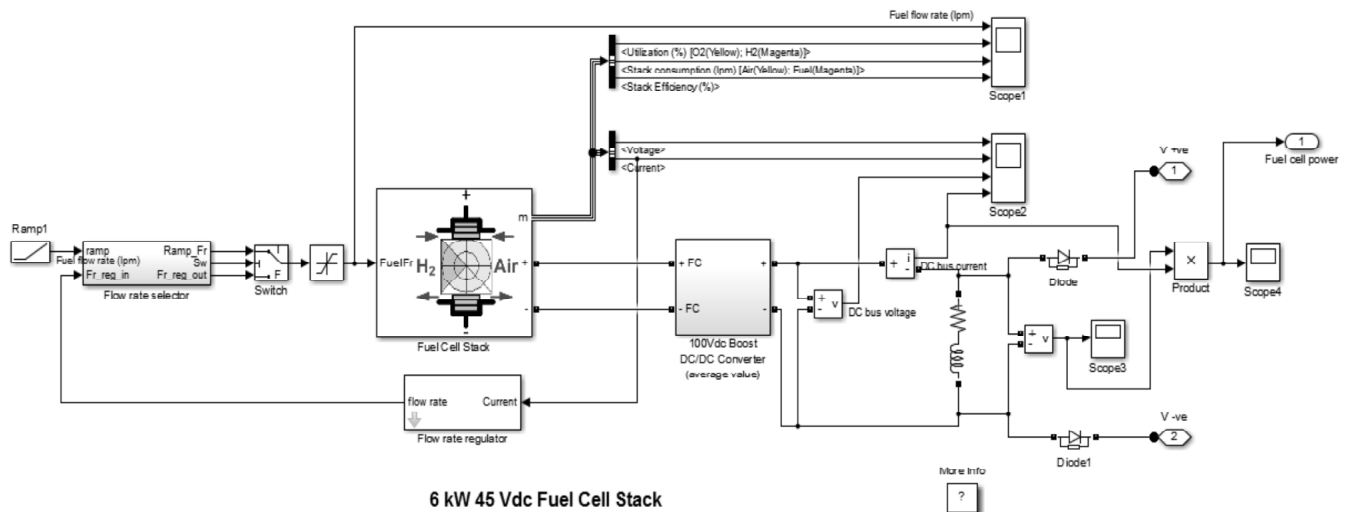 Fuel flow rate (lpm)
<Utilization (%) [O2(Yellow); H2(Magenta)]>
<Stack consumption (lpm) [Air(Yellow); Fuel(Magenta)]>
<Stack Efficiency (%)>
Scope1
<Voltage>
<Current>
Scope2
V +ve
1
1
Fuel cell power
Ramp1
ramp
Fuel flow rate (lpm)
Fr_reg_in
Ramp_Fr
Sw
Fr_reg_out
Flow rate selector
T
F
Switch
FuelFr
H2
Air
m
+
-
+
-
Fuel Cell Stack
+ FC
- FC
+
-
100Vdc Boost
DC/DC Converter
(average value)
+
-
i
DC bus current
+
-
v
DC bus voltage
Diode
×
Product
Scope4
+
-
v
Scope3
flow rate
Current
Flow rate regulator
V -ve
2
Diode1
More Info
?
6 kW 45 Vdc Fuel Cell Stack